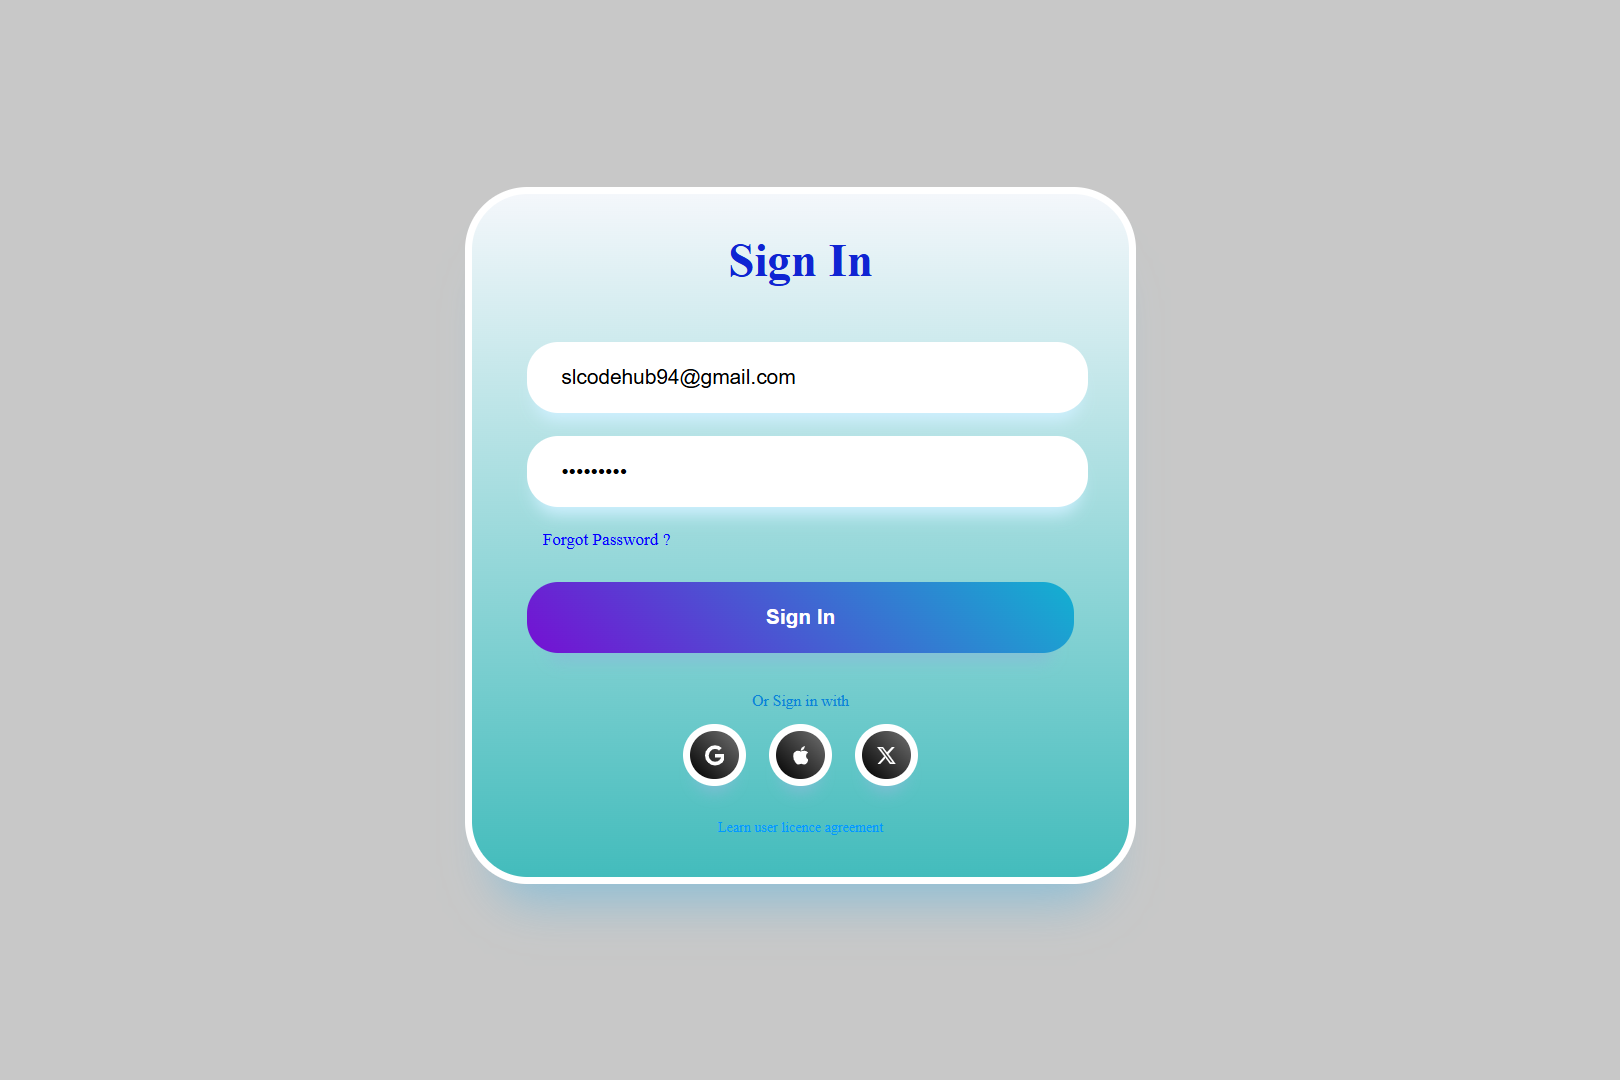 Sign In
slcodehub94@gmail.com
•••••••••
Forgot Password ?
Sign In
Or Sign in with
Learn user licence agreement